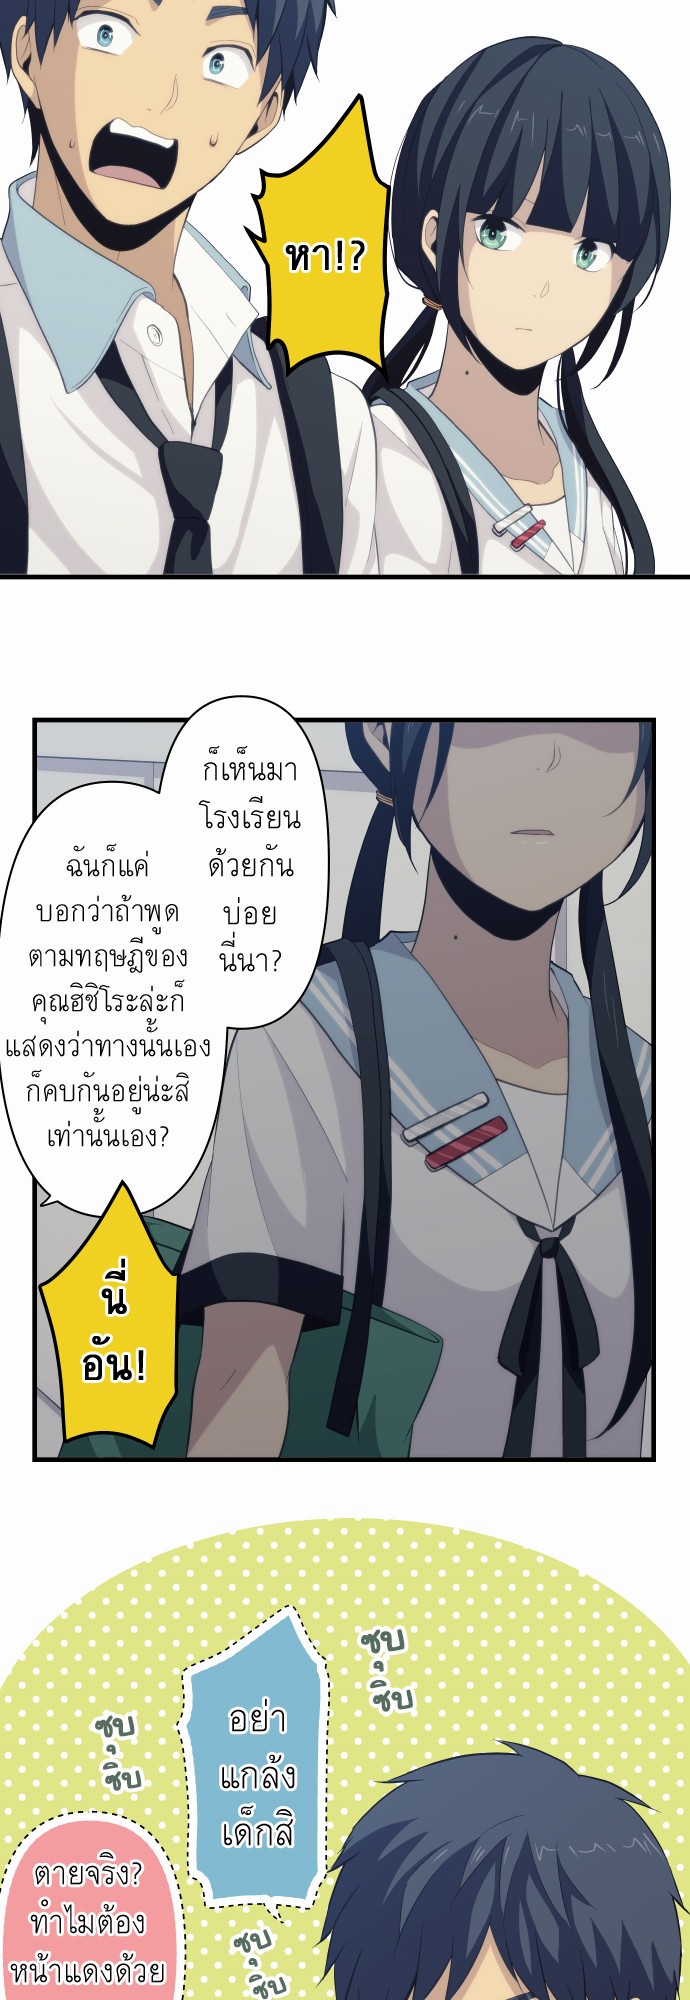 หา!?
ก็เห็นมา
โรงเรียน
ด้วยกัน
บ่อย
นี่นา?
ฉันก็แค่
บอกว่าถ้าพูด
ตามทฤษฎีของ
คุณฮิชิโระล่ะก็
แสดงว่าทางนั้นเอง
ก็คบกันอยู่น่ะสิ
เท่านั้นเอง?
นี่
อัน!
ซุบ
ซุ
ซิบ
อย่า
แกล้ง
เด็กสิ
ซุบ
ซุ
ซิบ
ตายจริง?
ทำไมต้อง
หน้าแดงด้วย
ซุบ
ซุ
ซิบ